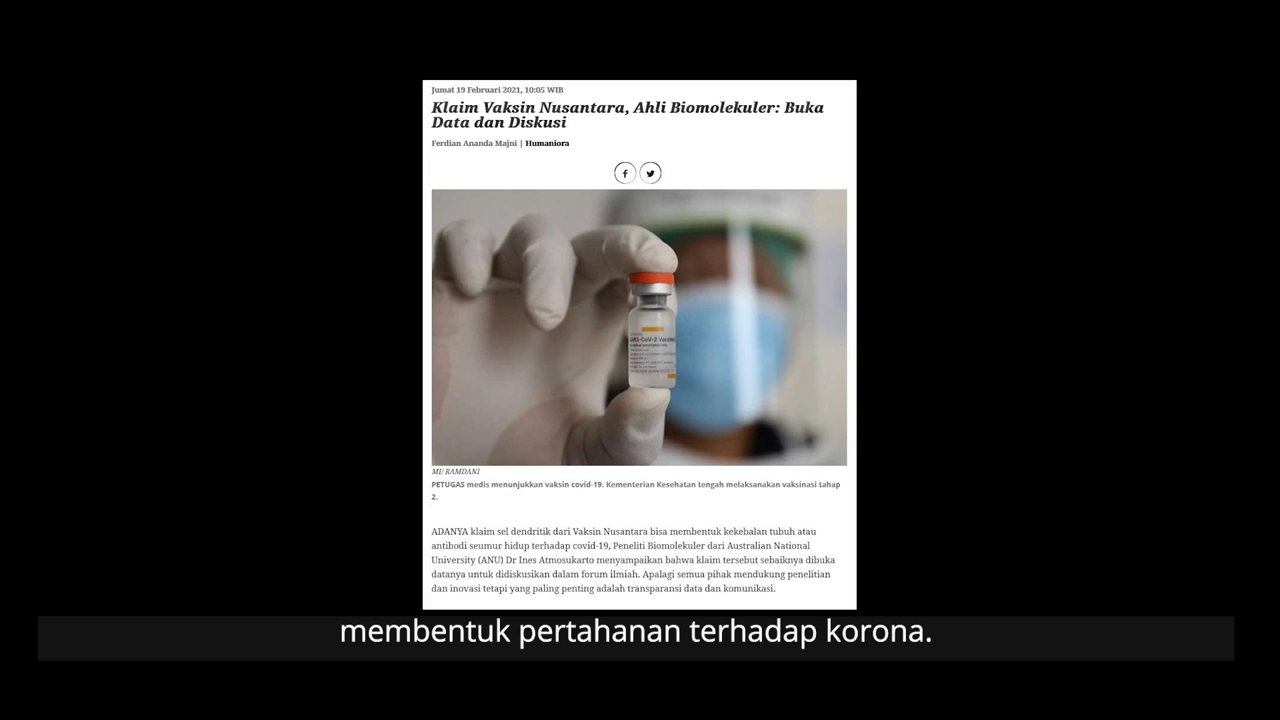 Jumat 19 Februari 2021, 10:05 WIB
Klaim Vaksin Nusantara, Ahli Biomolekuler: Buka
Data dan Diskusi
Ferdian Ananda Majni | Humaniora
SARS-CoV-2 Vaccine
MI/ RAMDANI
PETUGAS medis menunjukkan vaksin covid-19. Kementerian Kesehatan tengah melaksanakan vaksinasi tahap
2.
ADANYA klaim sel dendritik dari Vaksin Nusantara bisa membentuk kekebalan tubuh atau
antibodi seumur hidup terhadap covid-19, Peneliti Biomolekuler dari Australian National
University (ANU) Dr Ines Atmosukarto menyampaikan bahwa klaim tersebut sebaiknya dibuka
datanya untuk didiskusikan dalam forum ilmiah. Apalagi semua pihak mendukung penelitian
dan inovasi tetapi yang paling penting adalah transparansi data dan komunikasi.
membentuk pertahanan terhadap korona.